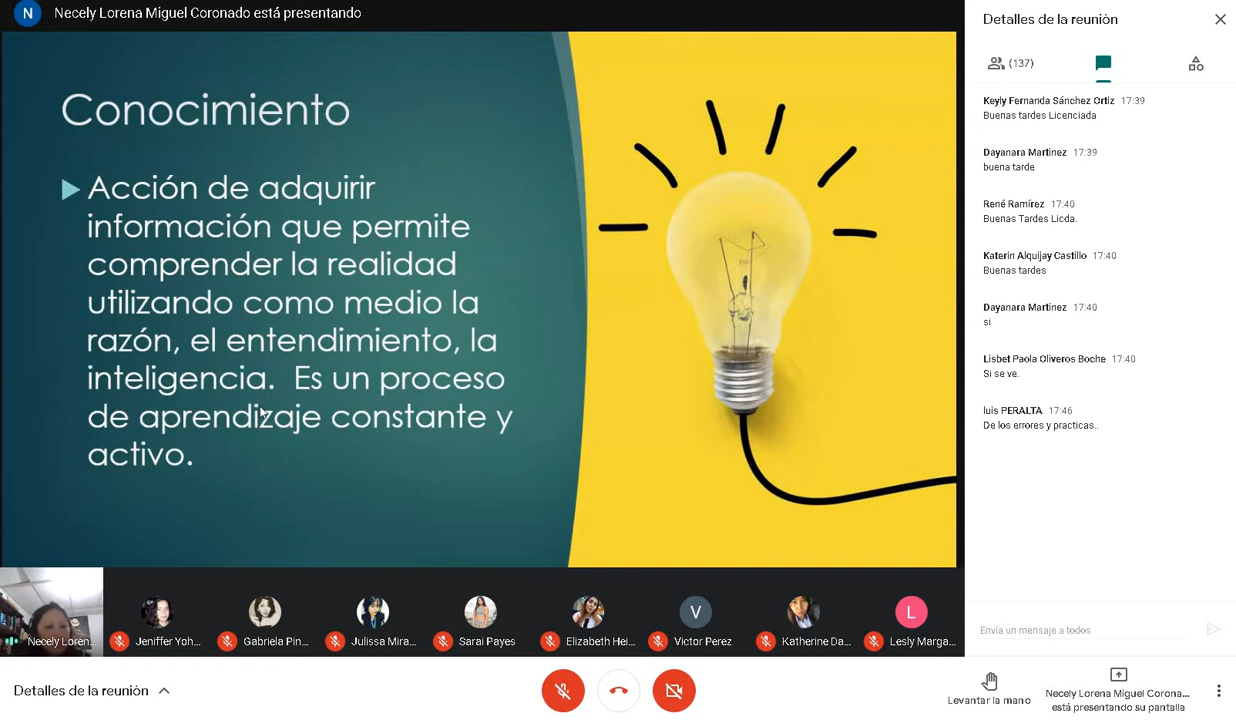 N
Necely Lorena Miguel Coronado está presentando
Conocimiento
Acción de adquirir
información que permite
comprender la realidad
utilizando como medio la
razón, el entendimiento, la
inteligencia. Es un proceso
de aprendizaje constante y
activo.
Necely Loren...
Jeniffer Yoh...
Gabriela Pin...
Julissa Mira...
Sarai Payes
Elizabeth Hei...
V
Victor Perez
Katherine Da...
L
Lesly Marga...
Detalles de la reunión
(137)
Keyly Fernanda Sánchez Ortiz 17:39
Buenas tardes Licenciada
Dayanara Martinez 17:39
buena tarde
René Ramírez 17:40
Buenas Tardes Licda.
Katerin Alquijay Castillo 17:40
Buenas tardes
Dayanara Martinez 17:40
si
Lisbet Paola Oliveros Boche 17:40
Si se ve.
luis PERALTA 17:46
De los errores y practicas..
Envía un mensaje a todos
Detalles de la reunión
Levantar la mano
Necely Lorena Miguel Corona...
está presentando su pantalla